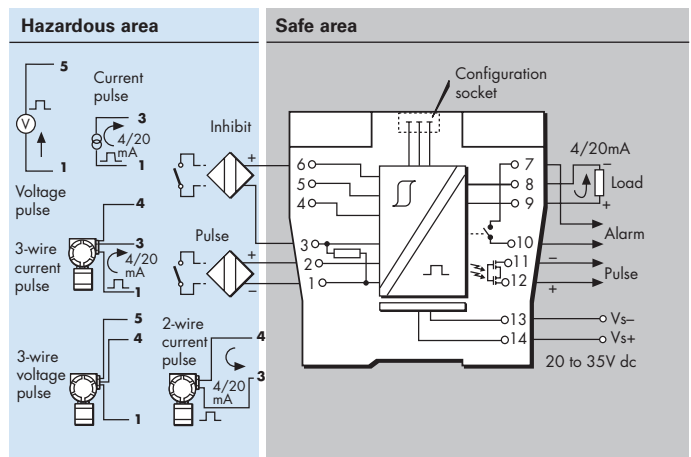 Hazardous area
Safe area
5
V
1
Voltage
pulse
Current
pulse
3
4/20
mA
1
Inhibit
+
Configuration
socket
6
5
4
3
2
1
7
8
9
10
11
12
13
14
4/20mA
–
Load
+
Alarm
–
Pulse
+
Vs–
Vs+
20 to 35V dc
Pulse
+
–
3-wire
current
pulse
4
3
4/20
mA
1
3-wire
voltage
pulse
5
4
1
2-wire
current
pulse
4
4/20
mA
3